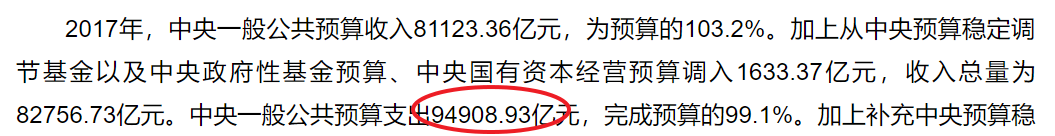 2017年，中央一般公共预算收入81123.36亿元，为预算的103.2%。加上从中央预算稳定调
节基金以及中央政府性基金预算、中央国有资本经营预算调入1633.37亿元，收入总量为
82756.73亿元。中央一般公共预算支出94908.93亿元，完成预算的99.1%。加上补充中央预算稳